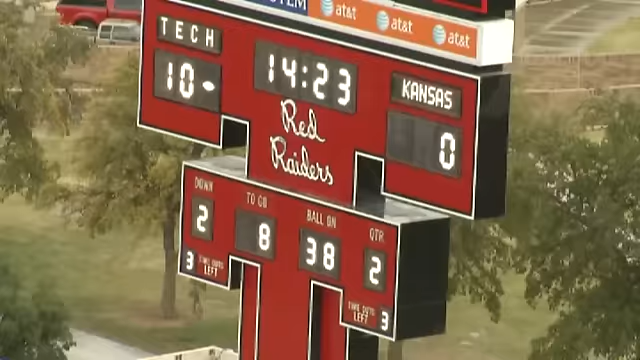 STEM
at&t at&t at&t
TECH
14:23
KANSAS
10-
0
Red
Raiders
DOWN TO GO BALL ON QTR
2 8 38 2
3 TIME OUTS LEFT
TIME OUTS LEFT 3